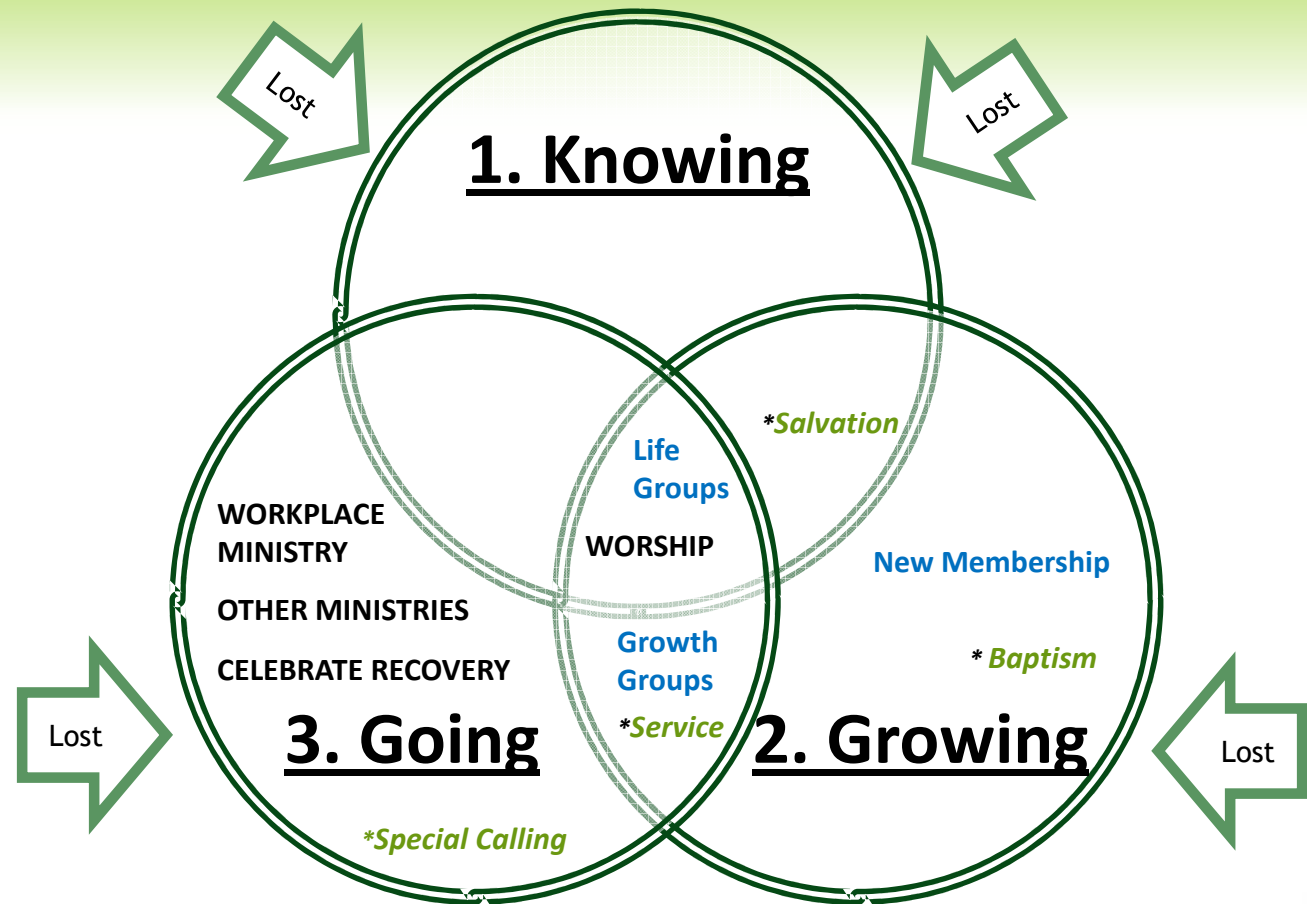 Lost
Lost
1. Knowing
*Salvation
Life
Groups
WORKPLACE
MINISTRY
WORSHIP
New Membership
OTHER MINISTRIES
Growth
Groups
* Baptism
CELEBRATE RECOVERY
*Service
Lost
3. Going
2. Growing
Lost
*Special Calling